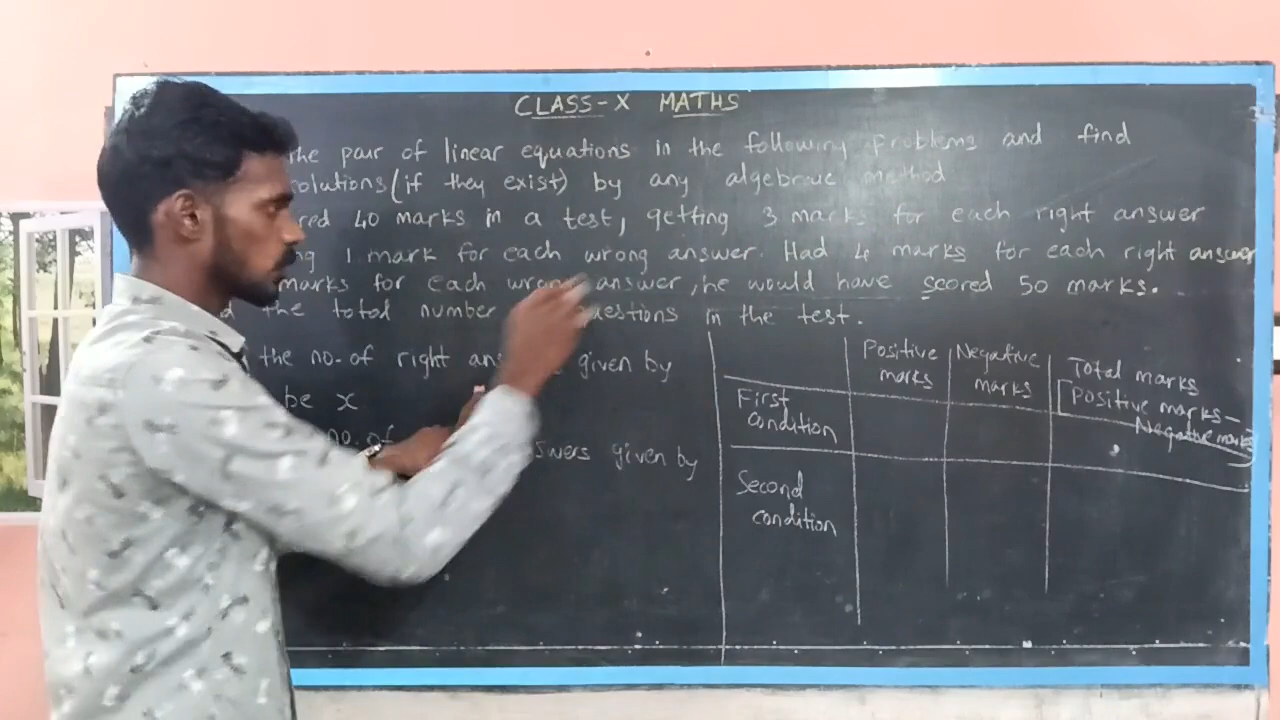 CLASS-X MATHS
the pair of linear equations in the following problems and find
solutions (if they exist) by any algebraic method
red 40 marks in a test, getting 3 marks for each right answer
ng 1 mark for each wrong answer. Had 4 marks for each right answer
marks for each wrong answer, he would have scored 50 marks.
d the total number questions in the test.
the no. of right given by
be x
no. of swers given by
Positive marks
Negative marks
Total marks
[Positive marks - Negative marks]
First condition
Second condition